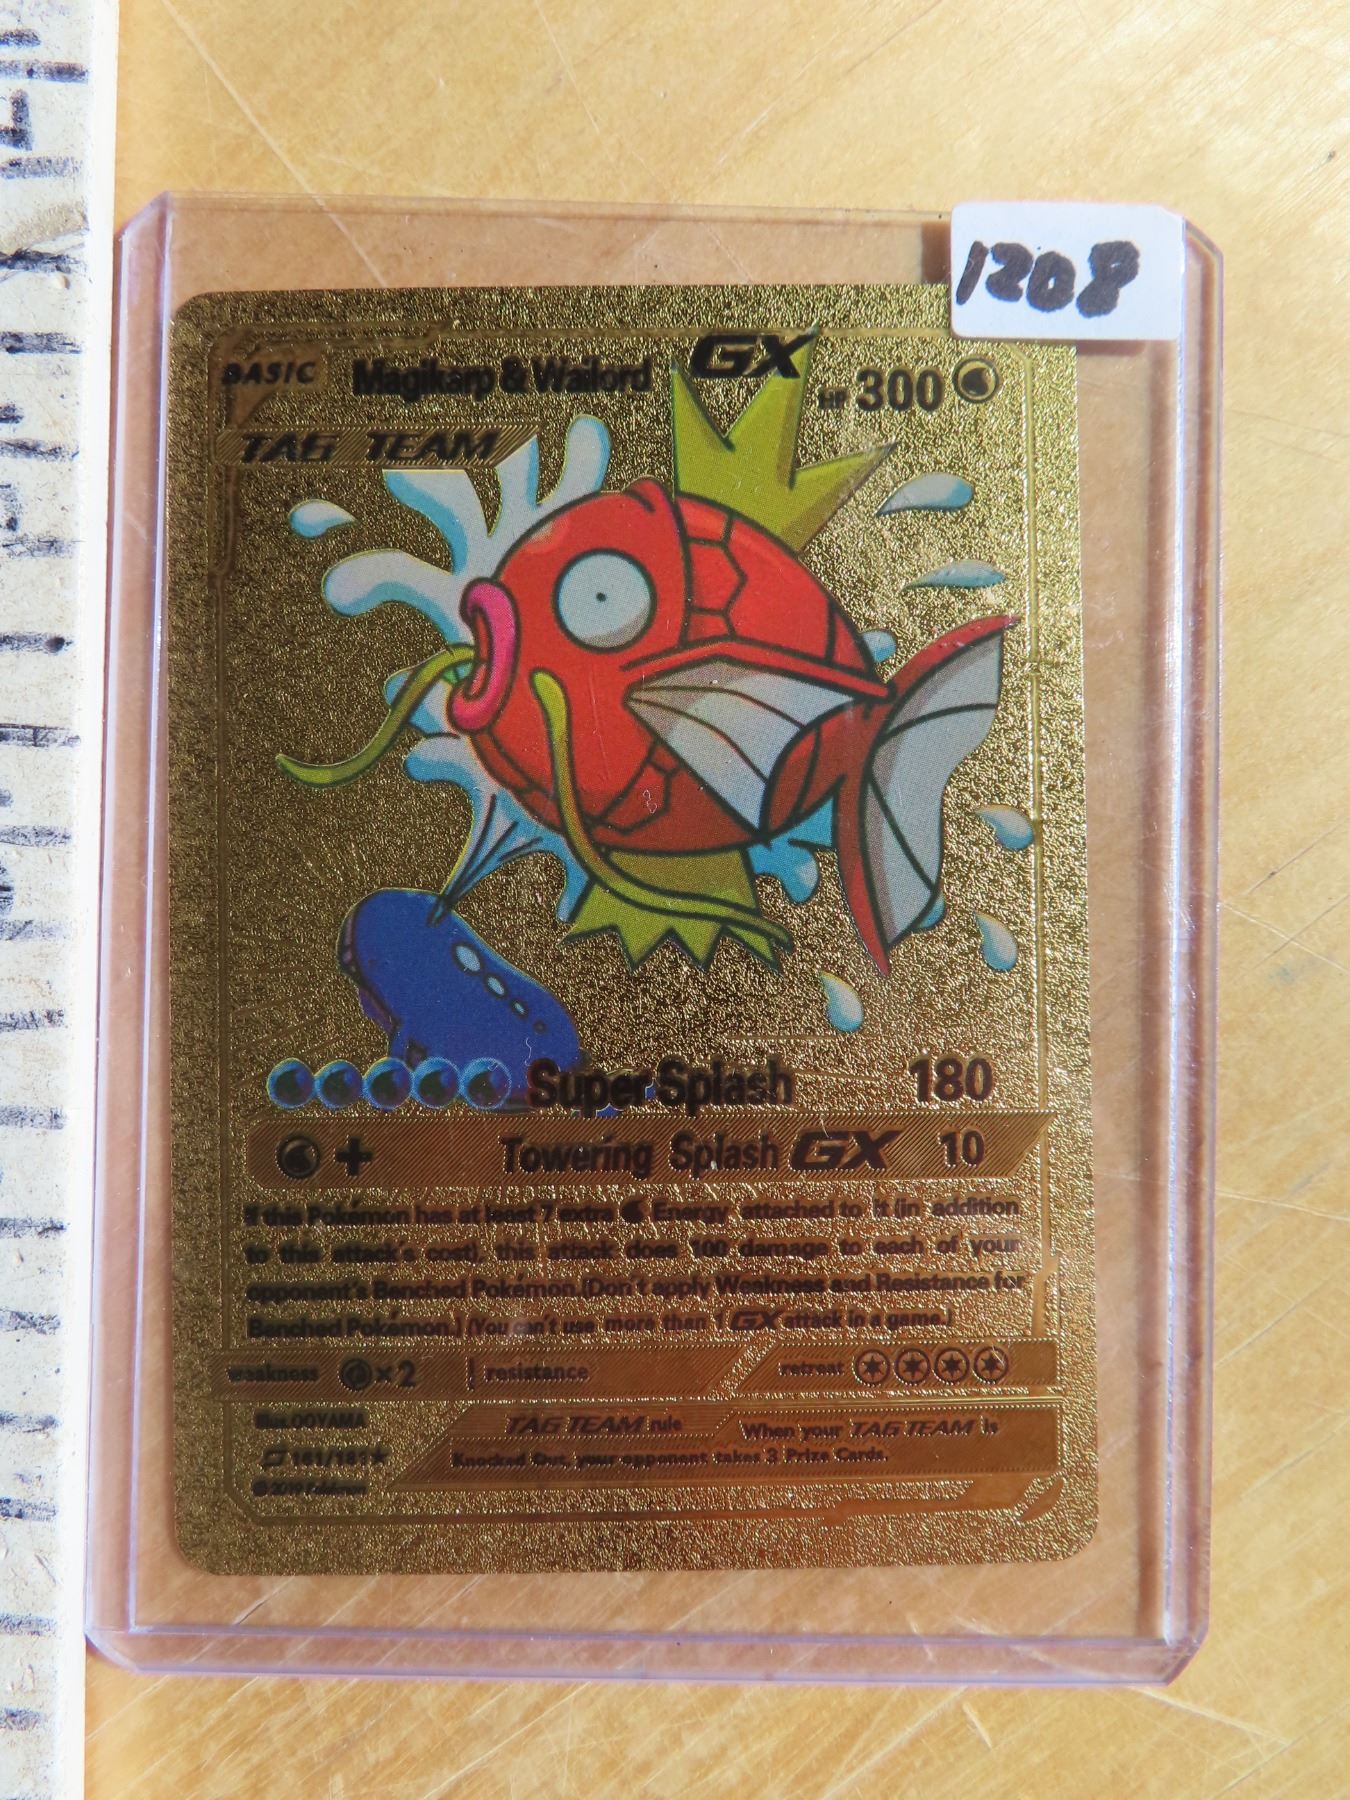 1208
BASIC Magikarp & Wailord GX HP 300
TAG TEAM
Super Splash 180
+ Towering Splash GX 10
If this Pokémon has at least 7 extra Energy attached to it (in addition
to this attack's cost), this attack does 100 damage to each of your
opponent's Benched Pokémon.(Don't apply Weakness and Resistance for
Benched Pokémon.) (You can't use more than 1 GX attack in a game.)
weakness ×2 resistance retreat
Illus.OOYAMA
TAG TEAM rule When your TAG TEAM is
Knocked Out, your opponent takes 3 Prize Cards.
© 2019 Pokémon